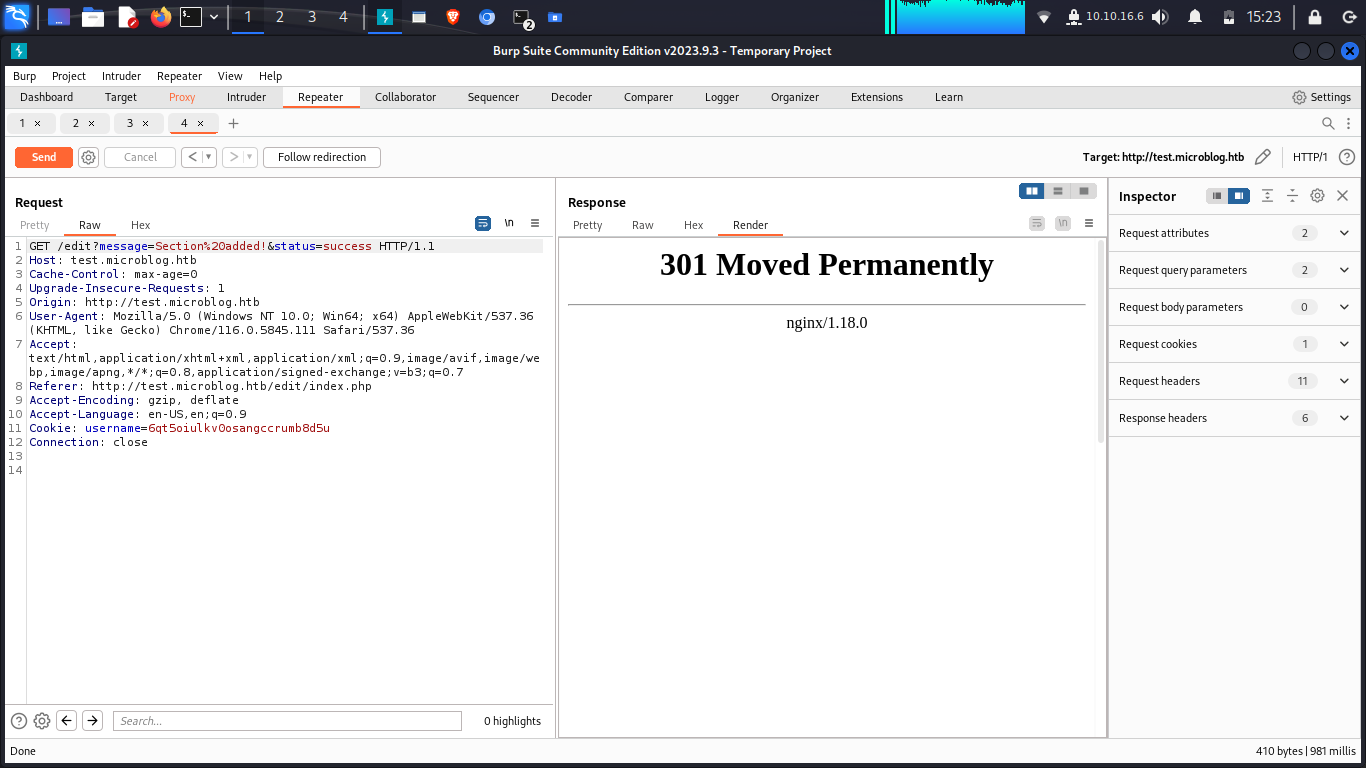 1 2 3 4 2 10.10.16.6 15:23
Burp Suite Community Edition v2023.9.3 - Temporary Project
Burp Project Intruder Repeater View Help
Dashboard Target Proxy Intruder Repeater Collaborator Sequencer Decoder Comparer Logger Organizer Extensions Learn Settings
1 × 2 × 3 × 4 × +
Send Cancel < > Follow redirection Target: http://test.microblog.htb HTTP/1 ?
Request
Pretty Raw Hex \n
1 GET /edit?message=Section%20added!&status=success HTTP/1.1
2 Host: test.microblog.htb
3 Cache-Control: max-age=0
4 Upgrade-Insecure-Requests: 1
5 Origin: http://test.microblog.htb
6 User-Agent: Mozilla/5.0 (Windows NT 10.0; Win64; x64) AppleWebKit/537.36
(KHTML, like Gecko) Chrome/116.0.5845.111 Safari/537.36
7 Accept:
text/html,application/xhtml+xml,application/xml;q=0.9,image/avif,image/we
bp,image/apng,*/*;q=0.8,application/signed-exchange;v=b3;q=0.7
8 Referer: http://test.microblog.htb/edit/index.php
9 Accept-Encoding: gzip, deflate
10 Accept-Language: en-US,en;q=0.9
11 Cookie: username=6qt5oiulkv0osangccrumb8d5u
12 Connection: close
13
14
? Search... 0 highlights
Response
Pretty Raw Hex Render \n
301 Moved Permanently
nginx/1.18.0
Inspector
Request attributes 2
Request query parameters 2
Request body parameters 0
Request cookies 1
Request headers 11
Response headers 6
Done 410 bytes | 981 millis